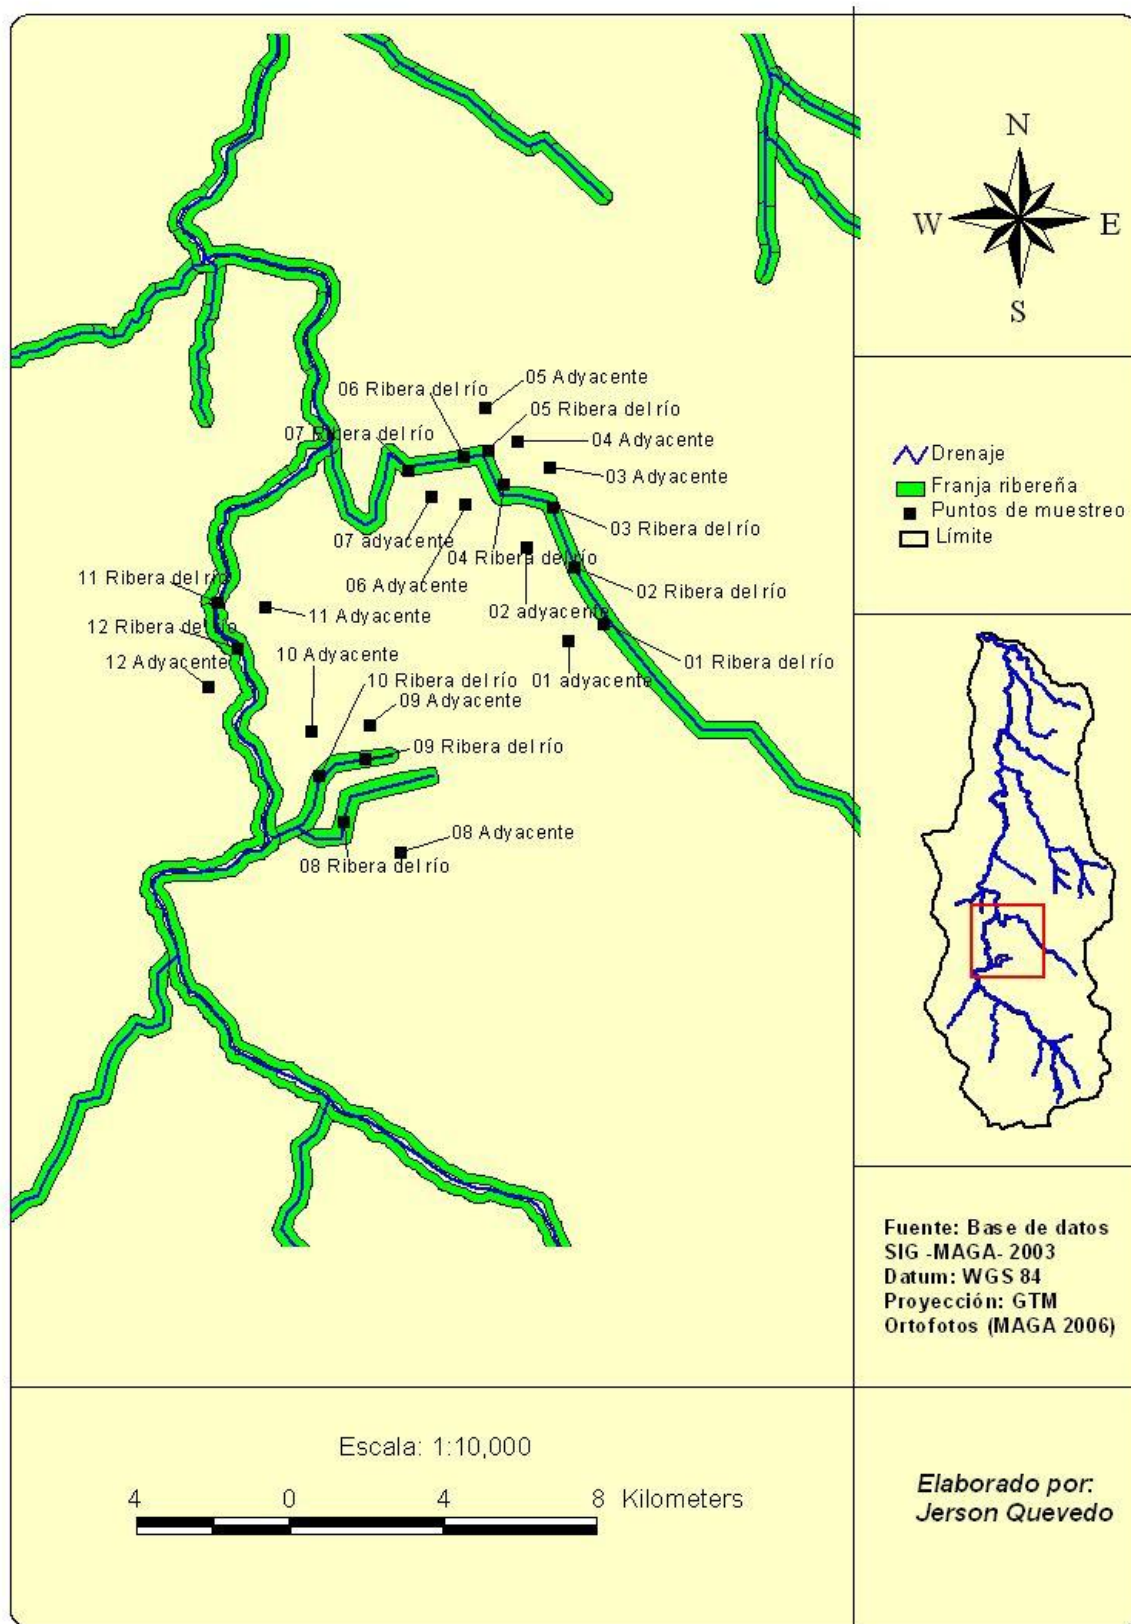 N
W
E
S
05 Adyacente
06 Ribera del río
05 Ribera del río
07 Ribera del río
04 Adyacente
03 Adyacente
03 Ribera del río
07 adyacente
04 Ribera del río
06 Adyacente
11 Ribera del río
02 Ribera del río
02 adyacente
11 Adyacente
12 Ribera del río
10 Adyacente
01 Ribera del río
12 Adyacente
10 Ribera del río
01 adyacente
09 Adyacente
09 Ribera del río
08 Adyacente
08 Ribera del río
Drenaje
Franja ribereña
Puntos de muestreo
Límite
Fuente: Base de datos
SIG -MAGA- 2003
Datum: WGS 84
Proyección: GTM
Ortofotos (MAGA 2006)
Escala: 1:10,000
4 0 4 8 Kilometers
Elaborado por:
Jerson Quevedo